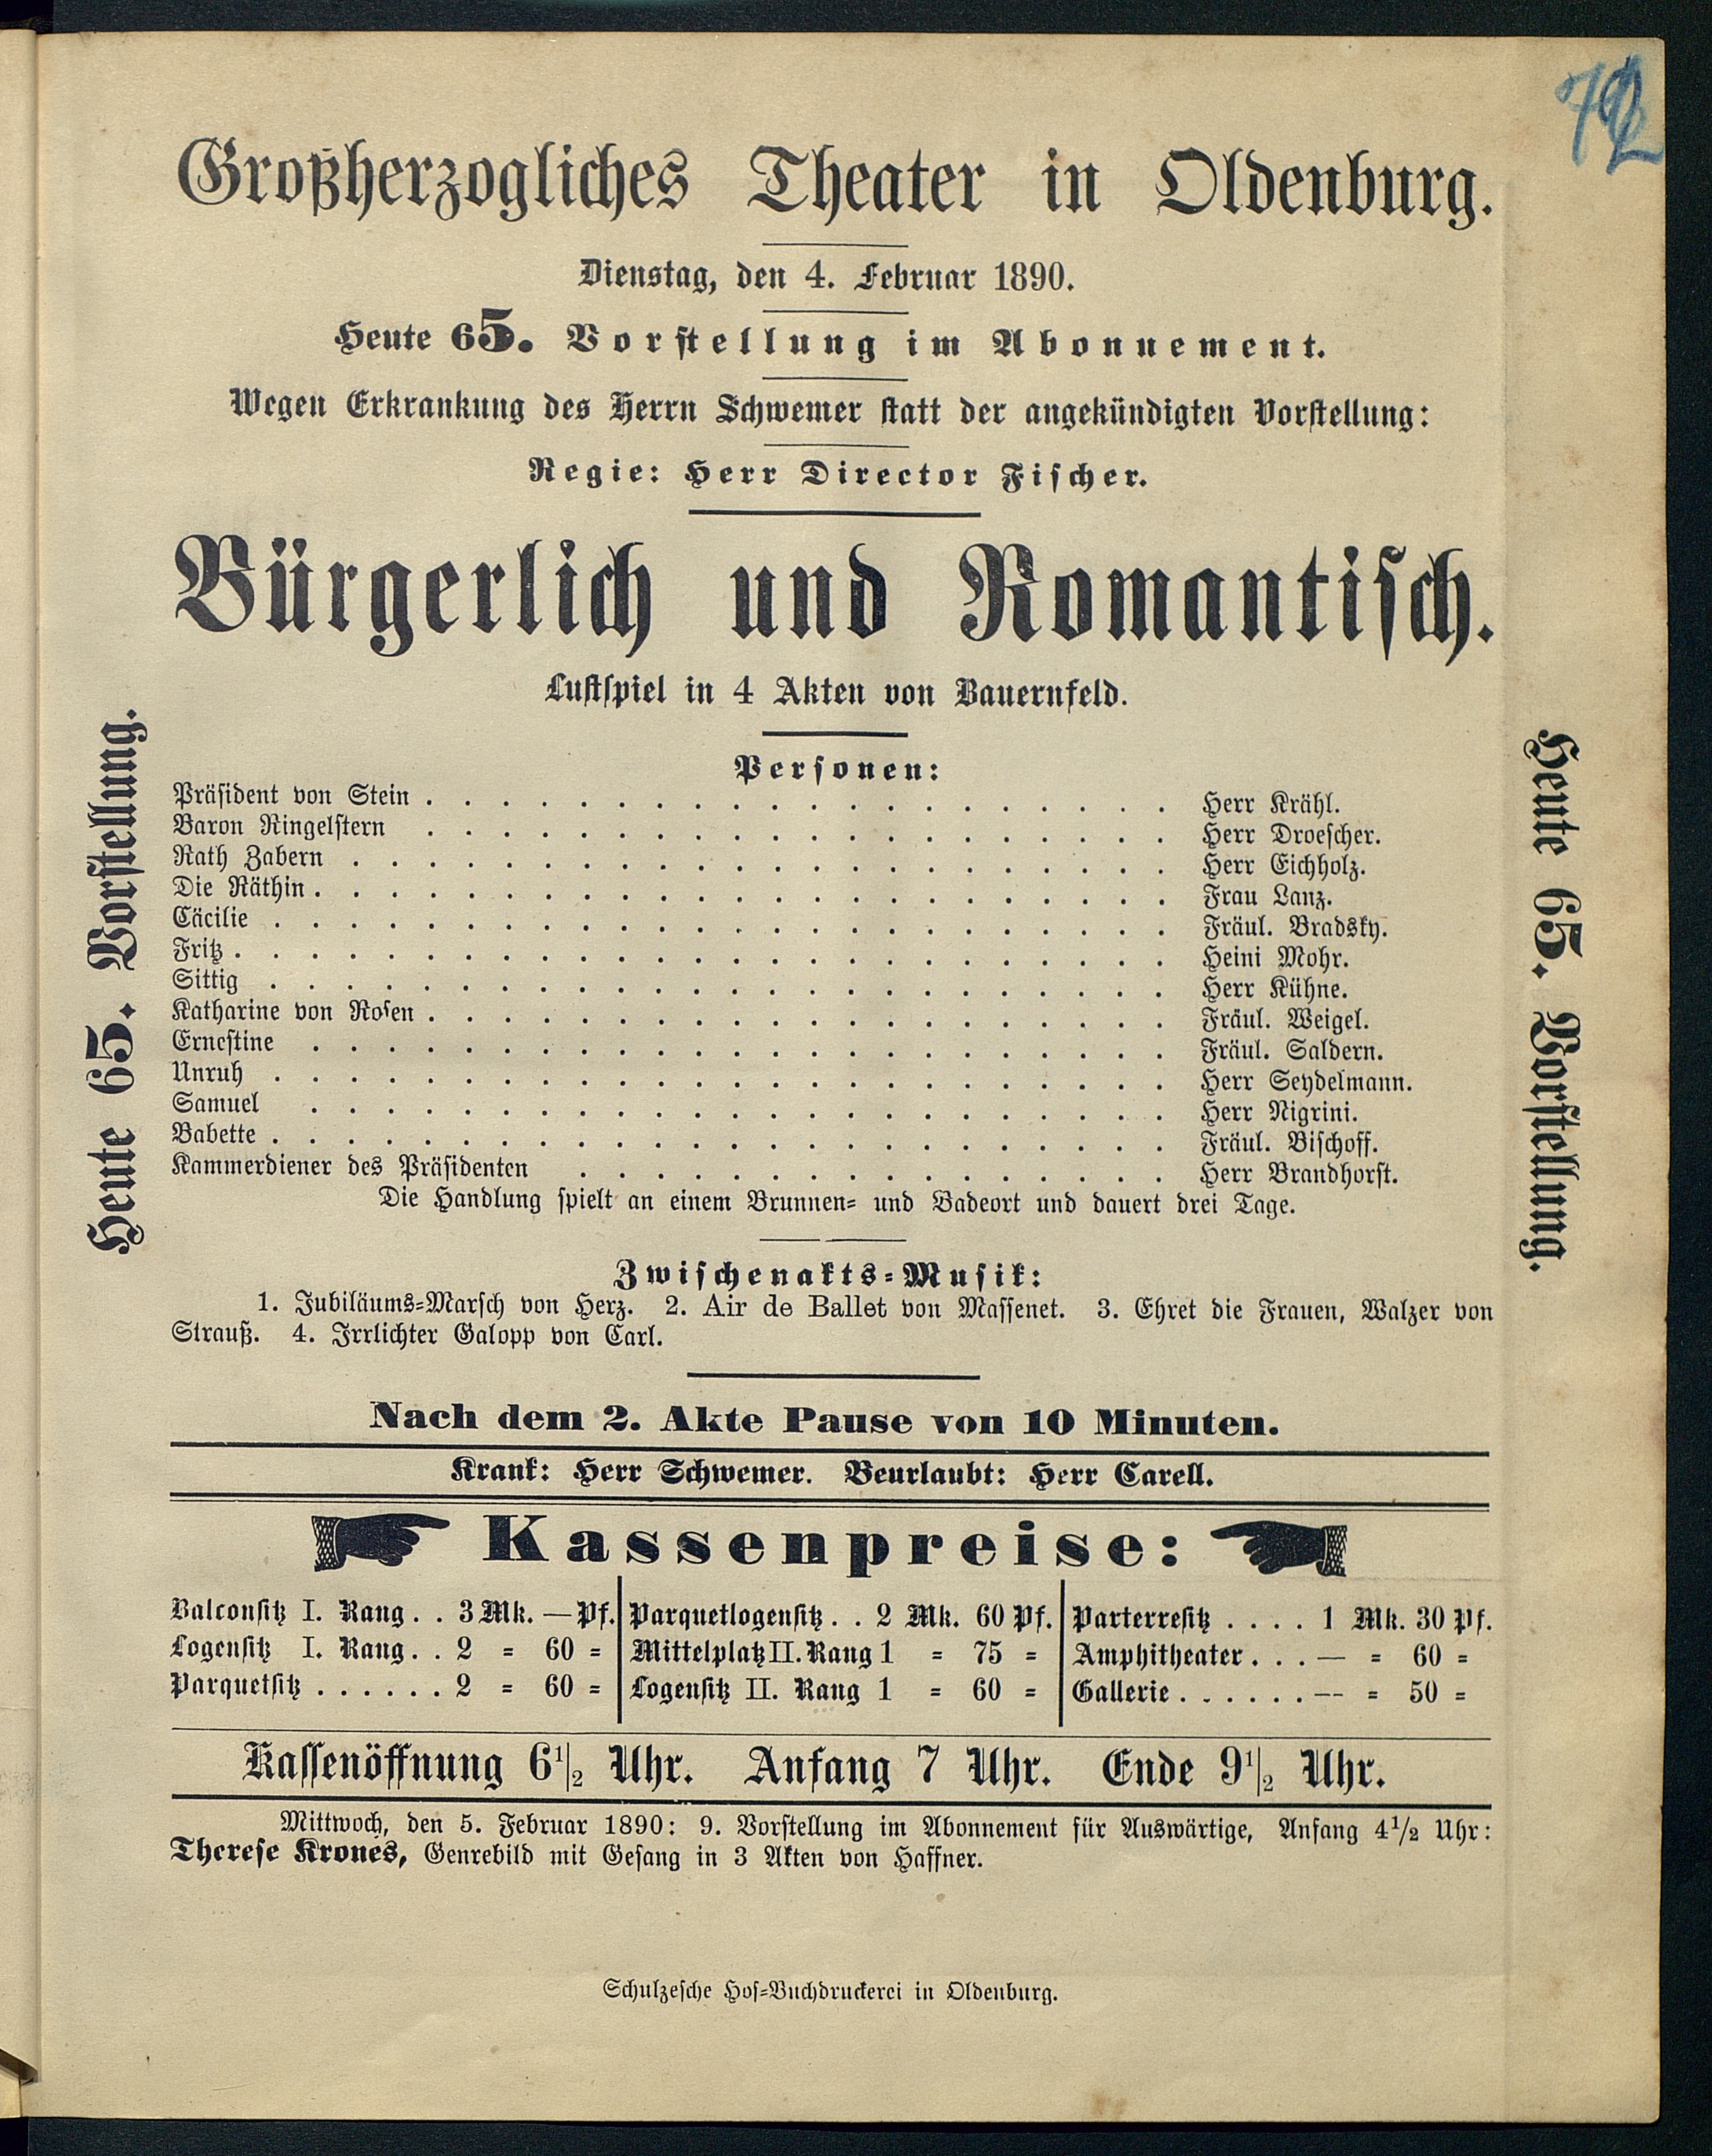 Großherzogliches Theater in Oldenburg.
Dienstag, den 4. Februar 1890.
Heute 65. Vorstellung im Abonnement.
Wegen Erkrankung des Herrn Schwemer statt der angekündigten Vorstellung:
Regie: Herr Director Fischer.
Bürgerlich und Romantisch.
Lustspiel in 4 Akten von Bauernfeld.
Heute 65. Vorstellung.
Heute 65. Vorstellung.
Personen:
Präsident von Stein . . . . . Herr Krähl.
Baron Ringelstern . . . . . Herr Droescher.
Rath Zabern . . . . . Herr Eichholz.
Die Räthin . . . . . Frau Lanz.
Cäcilie . . . . . Fräul. Bradsky.
Fritz . . . . . Heini Mohr.
Sittig . . . . . Herr Kühne.
Katharine von Rosen . . . . . Fräul. Weigel.
Ernestine . . . . . Fräul. Saldern.
Unruh . . . . . Herr Seydelmann.
Samuel . . . . . Herr Nigrini.
Babette . . . . . Fräul. Bischoff.
Kammerdiener des Präsidenten . . . . . Herr Brandhorst.
Die Handlung spielt an einem Brunnen= und Badeort und dauert drei Tage.
Zwischenakts=Musik:
1. Jubiläums=Marsch von Herz. 2. Air de Ballet von Massenet. 3. Ehret die Frauen, Walzer von
Strauß. 4. Irrlichter Galopp von Carl.
Nach dem 2. Akte Pause von 10 Minuten.
Krank: Herr Schwemer. Beurlaubt: Herr Carell.
Kassenpreise:
Balconsitz I. Rang . . 3 Mk. — Pf. Parquetlogensitz . . 2 Mk. 60 Pf. Parterresitz . . . . 1 Mk. 30 Pf.
Logensitz I. Rang . . 2 = 60 = Mittelplatz II. Rang 1 = 75 = Amphitheater . . . — = 60 =
Parquetsitz . . . . . . 2 = 60 = Logensitz II. Rang 1 = 60 = Gallerie . . . . . . — = 50 =
Kassenöffnung 6 1/2 Uhr. Anfang 7 Uhr. Ende 9 1/2 Uhr.
Mittwoch, den 5. Februar 1890: 9. Vorstellung im Abonnement für Auswärtige, Anfang 4 1/2 Uhr:
Therese Krones, Genrebild mit Gesang in 3 Akten von Haffner.
Schulzesche Hof=Buchdruckerei in Oldenburg.